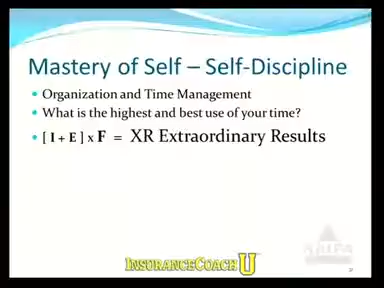 Mastery of Self – Self-Discipline
Organization and Time Management
What is the highest and best use of your time?
[ I + E ] x F = XR Extraordinary Results
INSURANCECOACH U